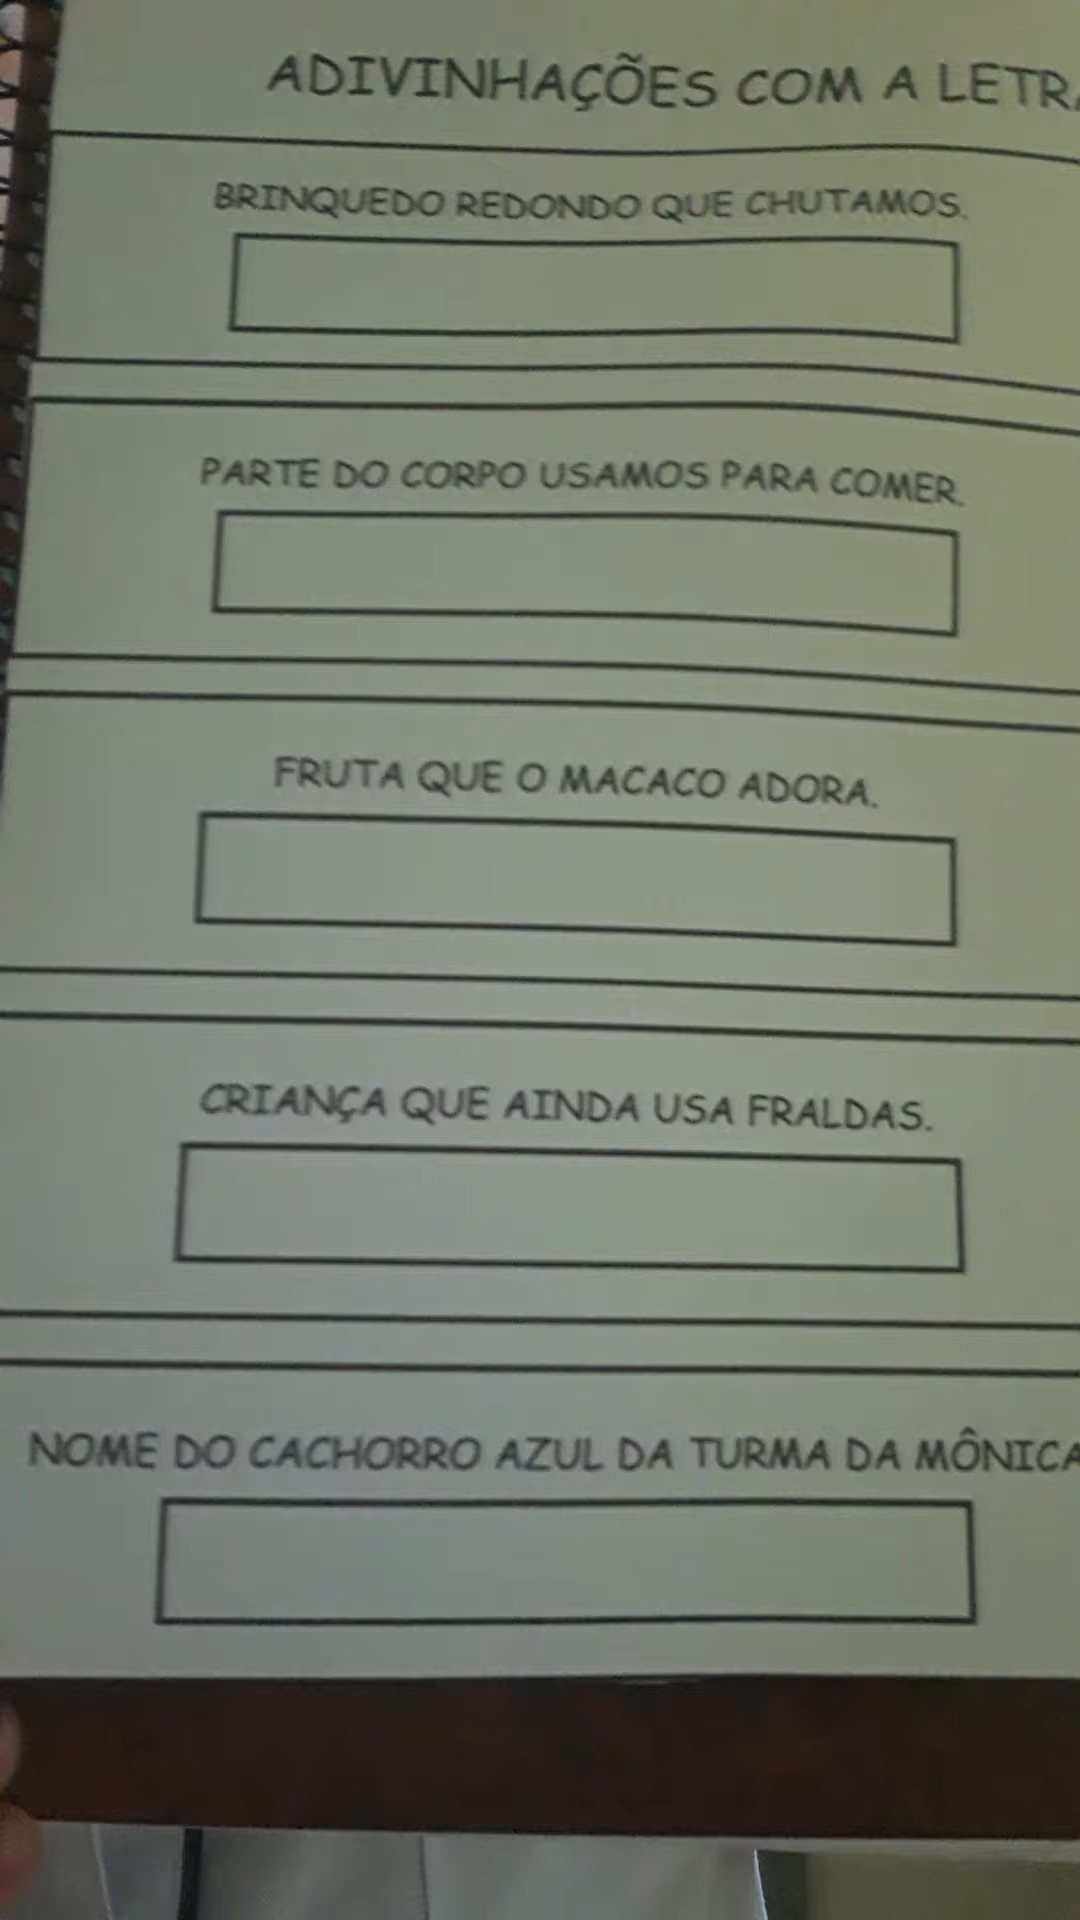 ADIVINHAÇÕES COM A LETRA
BRINQUEDO REDONDO QUE CHUTAMOS.
PARTE DO CORPO USAMOS PARA COMER.
FRUTA QUE O MACACO ADORA.
CRIANÇA QUE AINDA USA FRALDAS.
NOME DO CACHORRO AZUL DA TURMA DA MÔNICA